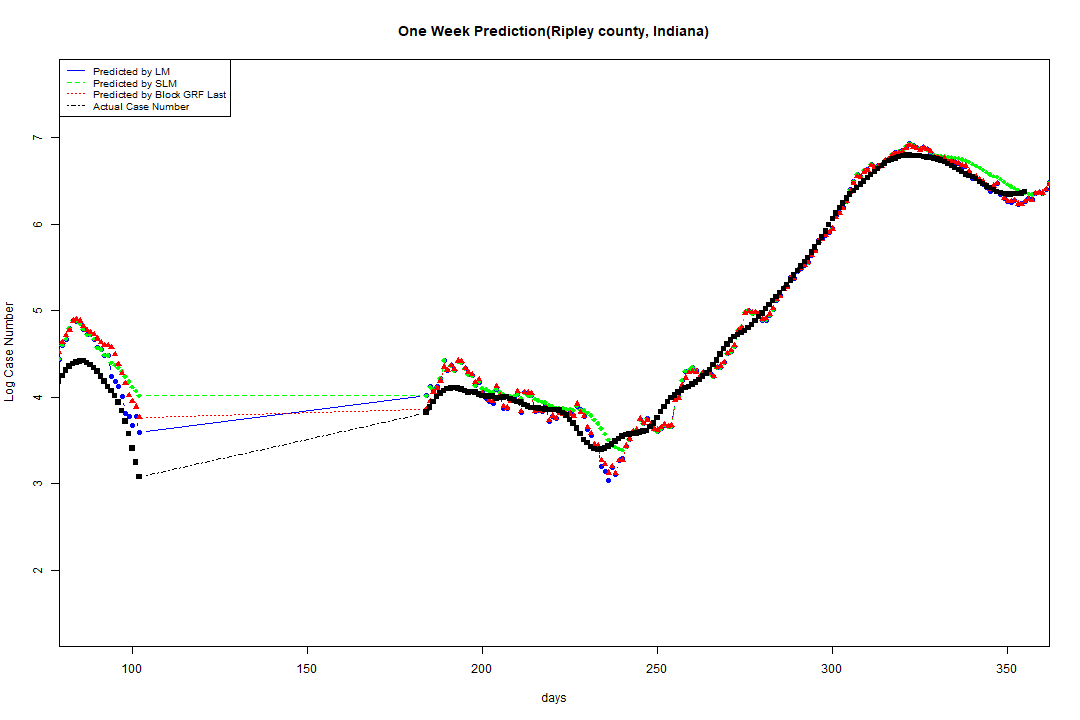 One Week Prediction(Ripley county, Indiana)
Predicted by LM
Predicted by SLM
Predicted by Block GRF Last
Actual Case Number
Log Case Number
7
6
5
4
3
2
100 150 200 250 300 350
days